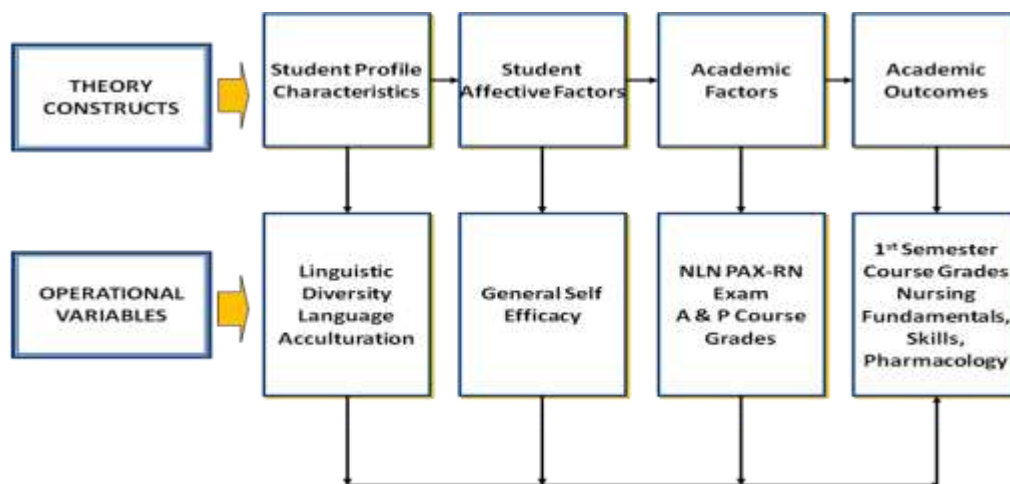 THEORY
CONSTRUCTS
Student Profile
Characteristics
Student
Affective Factors
Academic
Factors
Academic
Outcomes
OPERATIONAL
VARIABLES
Linguistic
Diversity
Language
Acculturation
General Self
Efficacy
NLN PAX-RN
Exam
A & P Course
Grades
1st Semester
Course Grades
Nursing
Fundamentals,
Skills,
Pharmacology